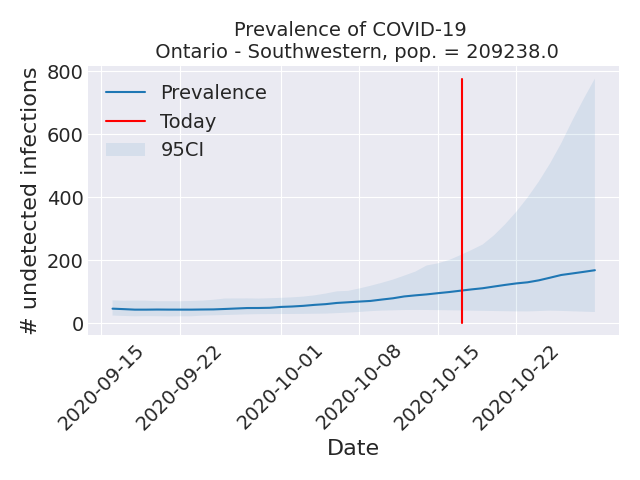 Prevalence of COVID-19
Ontario - Southwestern, pop. = 209238.0
# undetected infections
800
600
400
200
0
Prevalence
Today
95CI
2020-09-15
2020-09-22
2020-10-01
2020-10-08
2020-10-15
2020-10-22
Date